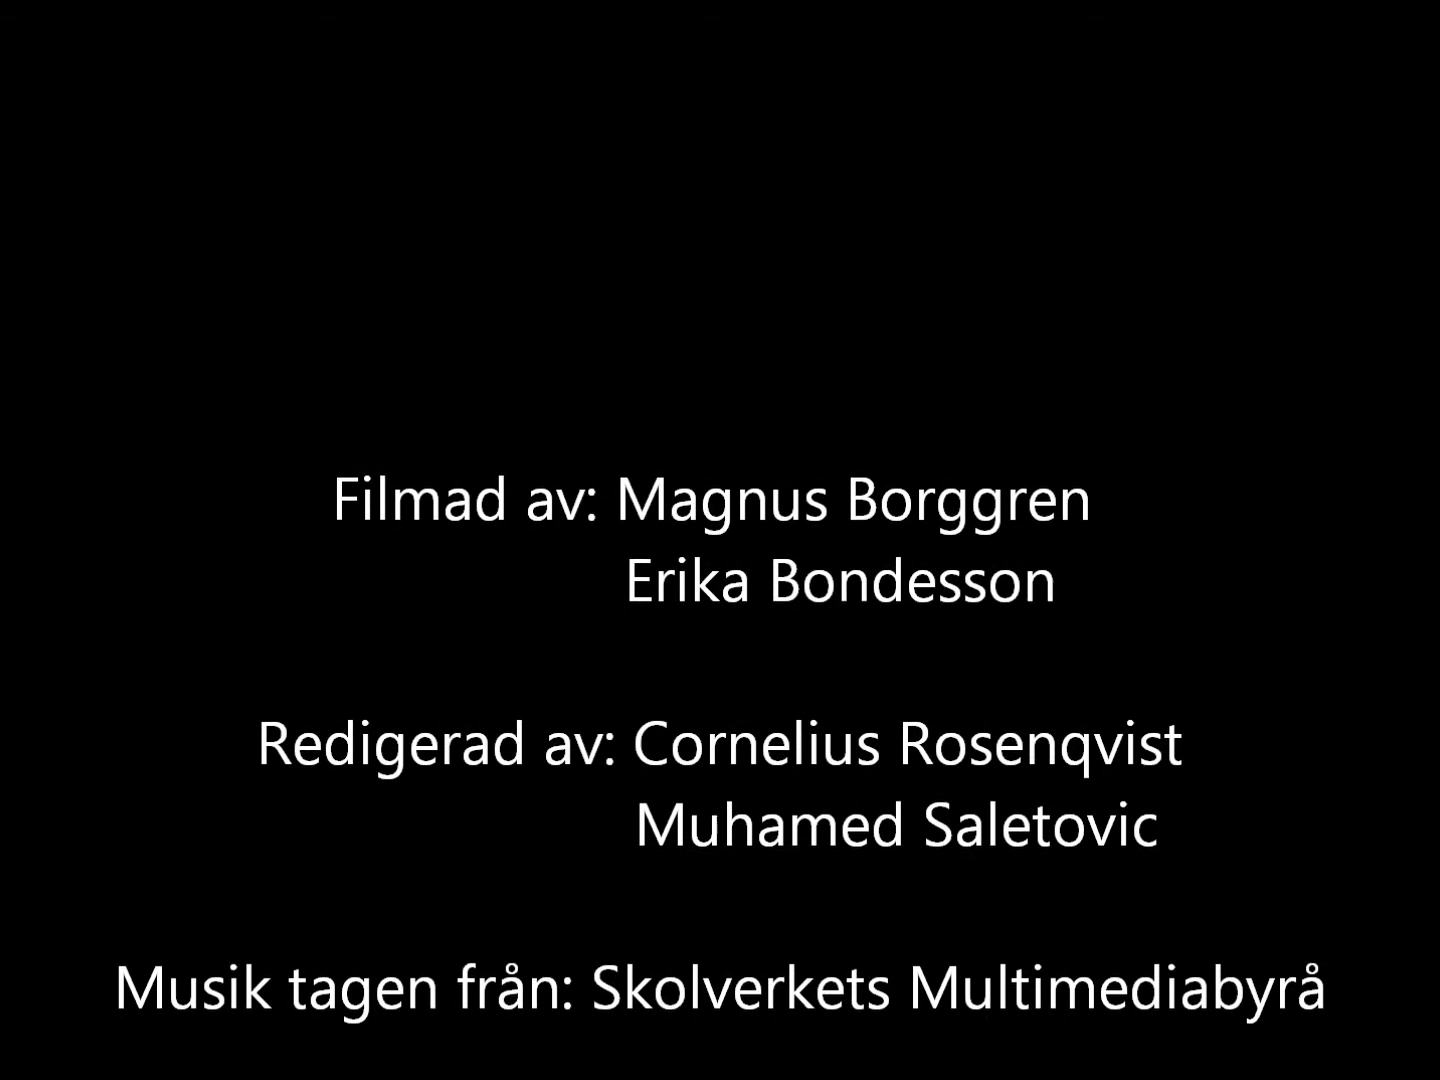 Filmad av: Magnus Borggren
Erika Bondesson
Redigerad av: Cornelius Rosenqvist
Muhamed Saletovic
Musik tagen från: Skolverkets Multimediabyrå